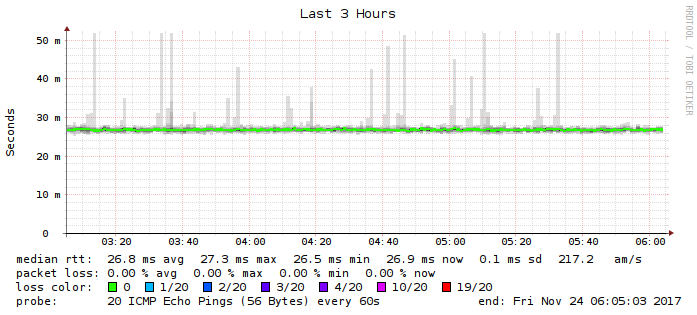 Last 3 Hours
RRDTOOL / TOBI OETIKER
Seconds
50 m
40 m
30 m
20 m
10 m
0
03:20 03:40 04:00 04:20 04:40 05:00 05:20 05:40 06:00
median rtt: 26.8 ms avg 27.3 ms max 26.5 ms min 26.9 ms now 0.1 ms sd 217.2 am/s
packet loss: 0.00 % avg 0.00 % max 0.00 % min 0.00 % now
loss color: 0 1/20 2/20 3/20 4/20 10/20 19/20
probe: 20 ICMP Echo Pings (56 Bytes) every 60s end: Fri Nov 24 06:05:03 2017